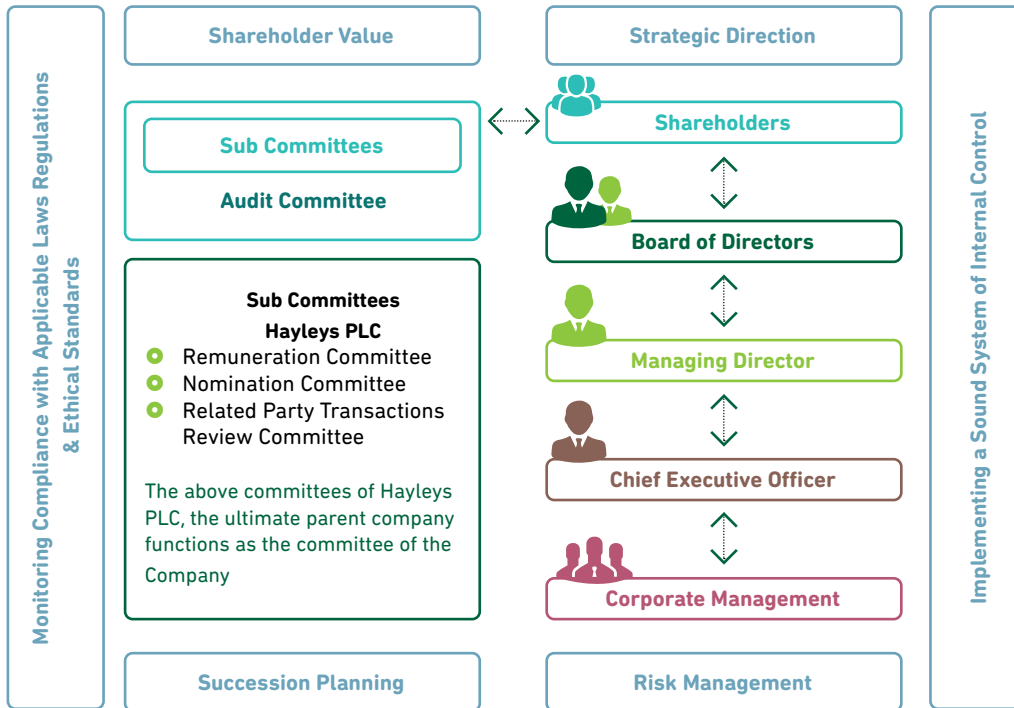 Monitoring Compliance with Applicable Laws Regulations
& Ethical Standards
Shareholder Value
Strategic Direction
Sub Committees
Audit Committee
Sub Committees
Hayleys PLC
Remuneration Committee
Nomination Committee
Related Party Transactions
Review Committee
The above committees of Hayleys
PLC, the ultimate parent company
functions as the committee of the
Company
Shareholders
Board of Directors
Managing Director
Chief Executive Officer
Corporate Management
Succession Planning
Risk Management
Implementing a Sound System of Internal Control